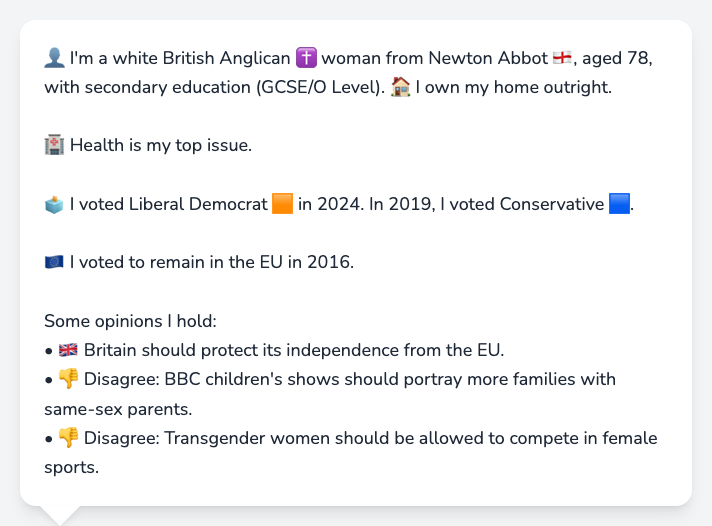 👤 I'm a white British Anglican ✝️ woman from Newton Abbot 🏴󠁧󠁢󠁥󠁮󠁧󠁿, aged 78,
with secondary education (GCSE/O Level). 🏠 I own my home outright.
🏥 Health is my top issue.
🗳️ I voted Liberal Democrat 🟧 in 2024. In 2019, I voted Conservative 🟦.
🇪🇺 I voted to remain in the EU in 2016.
Some opinions I hold:
• 🇬🇧 Britain should protect its independence from the EU.
• 👎 Disagree: BBC children's shows should portray more families with
same-sex parents.
• 👎 Disagree: Transgender women should be allowed to compete in female
sports.